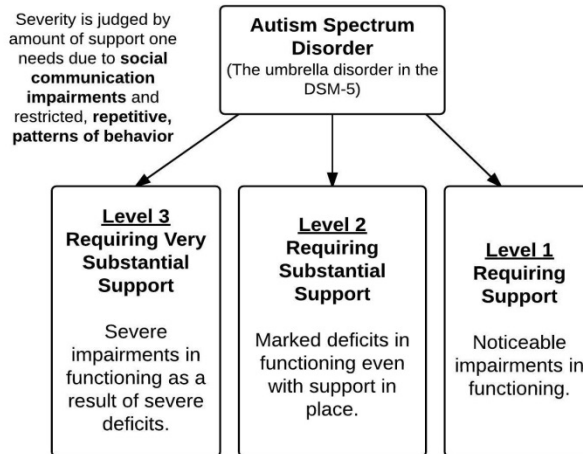 Severity is judged by
amount of support one
needs due to social
communication
impairments and
restricted, repetitive,
patterns of behavior
Autism Spectrum
Disorder
(The umbrella disorder in the
DSM-5)
Level 3
Requiring Very
Substantial
Support
Severe
impairments in
functioning as a
result of severe
deficits.
Level 2
Requiring
Substantial
Support
Marked deficits in
functioning even
with support in
place.
Level 1
Requiring
Support
Noticeable
impairments in
functioning.